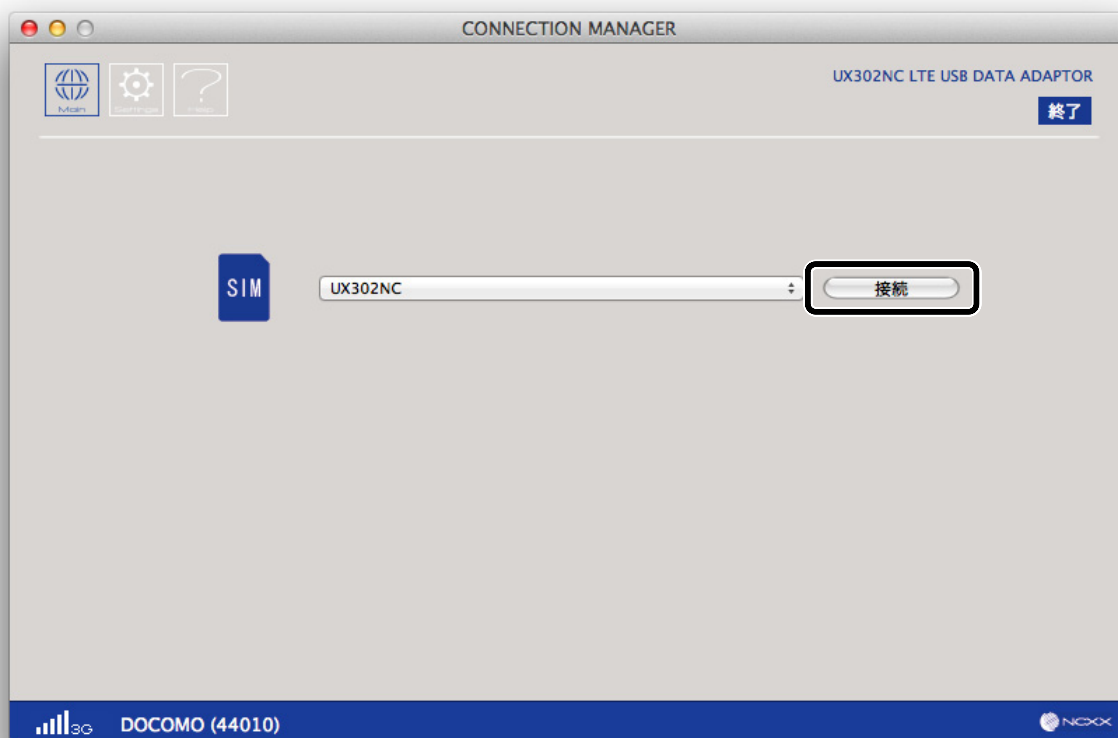 CONNECTION MANAGER
Main
Settings
Help
UX302NC LTE USB DATA ADAPTOR
終了
SIM
UX302NC
接続
3G
DOCOMO (44010)
NCXX